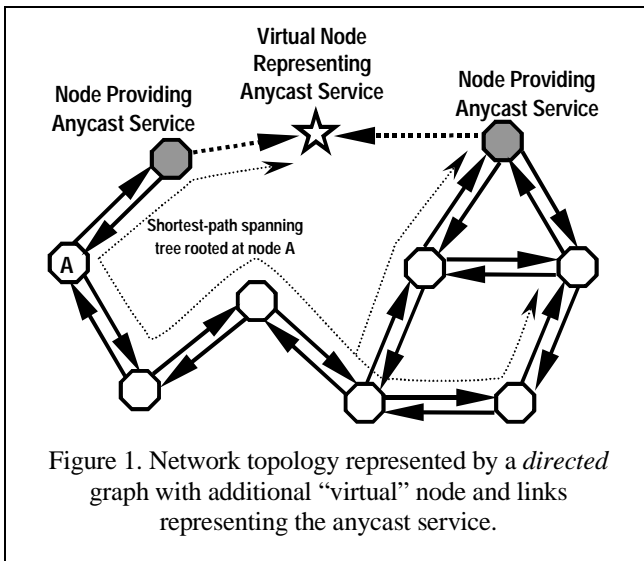 Virtual Node
Representing
Anycast Service
Node Providing
Anycast Service
Node Providing
Anycast Service
Shortest-path spanning
tree rooted at node A
A
Figure 1. Network topology represented by a directed
graph with additional “virtual” node and links
representing the anycast service.